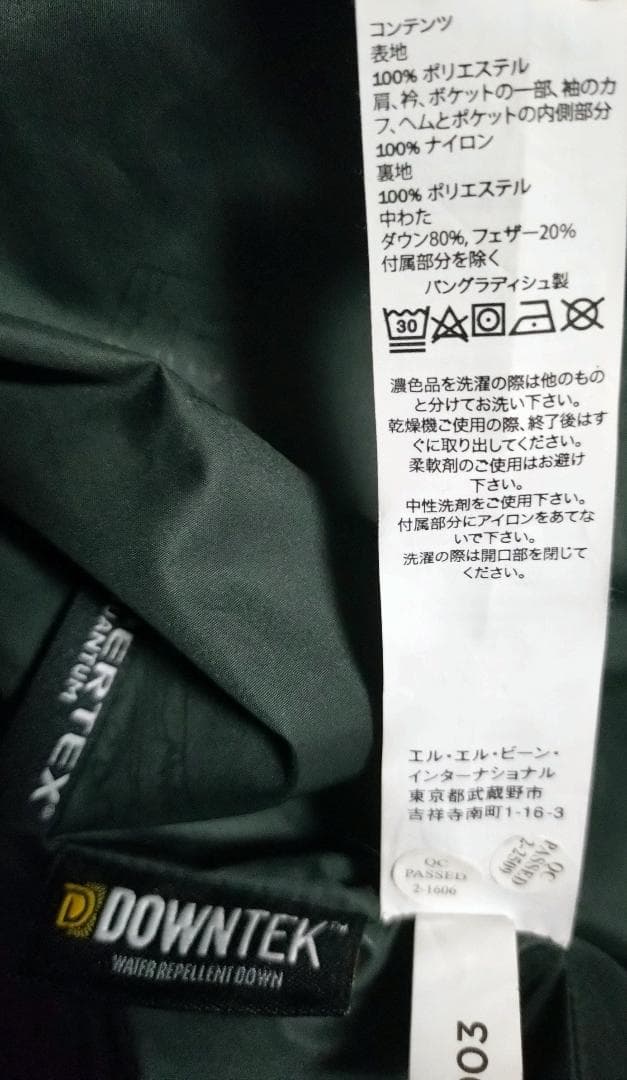 コンテンツ
表地
100% ポリエステル
肩、衿、ポケットの一部、袖のカ
フ、ヘムとポケットの内側部分
100% ナイロン
裏地
100% ポリエステル
中わた
ダウン80%, フェザー20%
付属部分を除く
バングラディシュ製
30
濃色品を洗濯の際は他のもの
と分けてお洗い下さい。
乾燥機ご使用の際、終了後はす
ぐに取り出してください。
柔軟剤のご使用はお避け
下さい。
中性洗剤をご使用下さい。
付属部分にアイロンをあてな
いで下さい。
洗濯の際は開口部を閉じて
ください。
エル・エル・ビーン・
インターナショナル
東京都武蔵野市
吉祥寺南町1-16-3
QC
PASSED
2-1606
QC
PASSED
2-2509
ERTEX
UANTUM
D DOWNTEK™
WATER REPELLENT DOWN
003